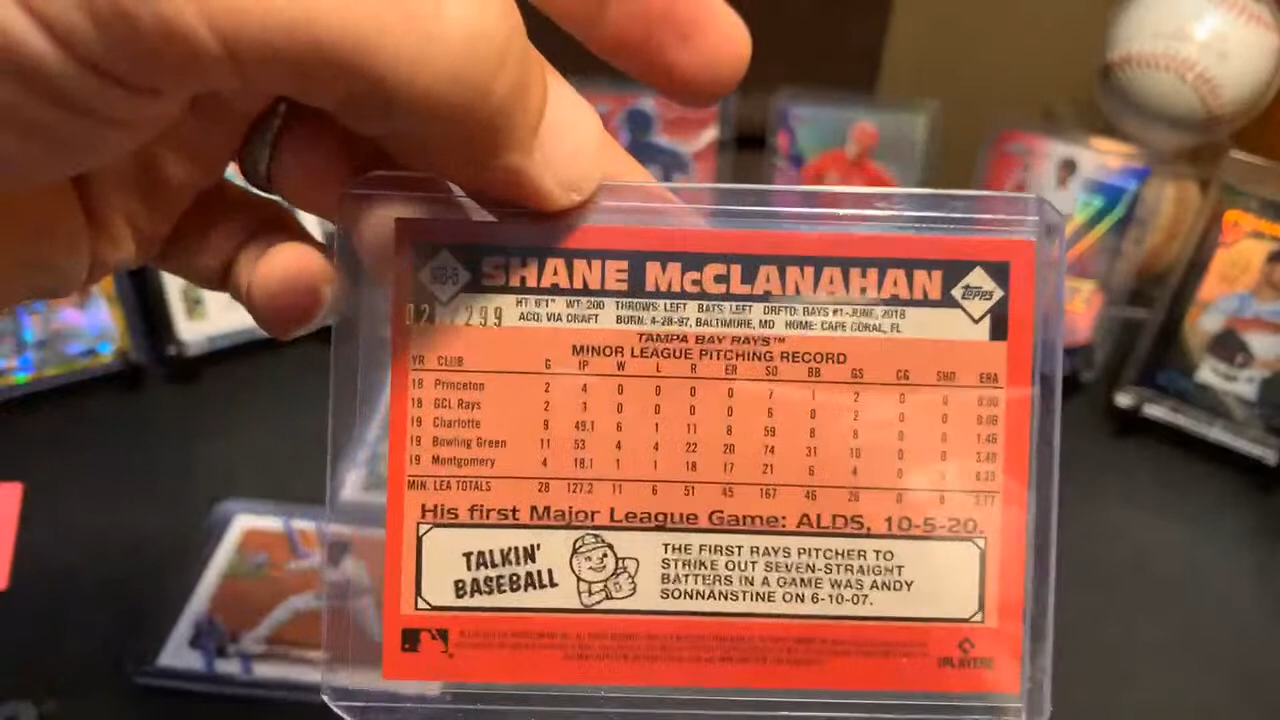 SHANE McCLANAHAN
topps
HT: 6'1" WT: 200 THROWS: LEFT BATS: LEFT DRFTD: RAYS #1-JUNE, 2018
ACQ: VIA DRAFT BORN: 4-28-97, BALTIMORE, MD HOME: CAPE CORAL, FL
299
TAMPA BAY RAYS™
MINOR LEAGUE PITCHING RECORD
YR CLUB G IP W L R ER SO BB GS CG SHO ERA
18 Princeton 2 4 0 0 0 0 7 1 2 0 0 0.00
18 GCL Rays 2 3 0 0 0 0 6 0 2 0 0
19 Charlotte 9 49.1 6 1 11 8 59 8 8 0 0 1.46
19 Bowling Green 11 53 4 4 22 20 74 31 10 0 0 3.40
19 Montgomery 4 18.1 1 1 18 17 21 6 4 0 0
MIN. LEA TOTALS 28 127.2 11 6 51 45 167 46 26 0 0 3.17
His first Major League Game: ALDS, 10-5-20.
TALKIN' BASEBALL
THE FIRST RAYS PITCHER TO
STRIKE OUT SEVEN-STRAIGHT
BATTERS IN A GAME WAS ANDY
SONNANSTINE ON 6-10-07.
PLAYERS